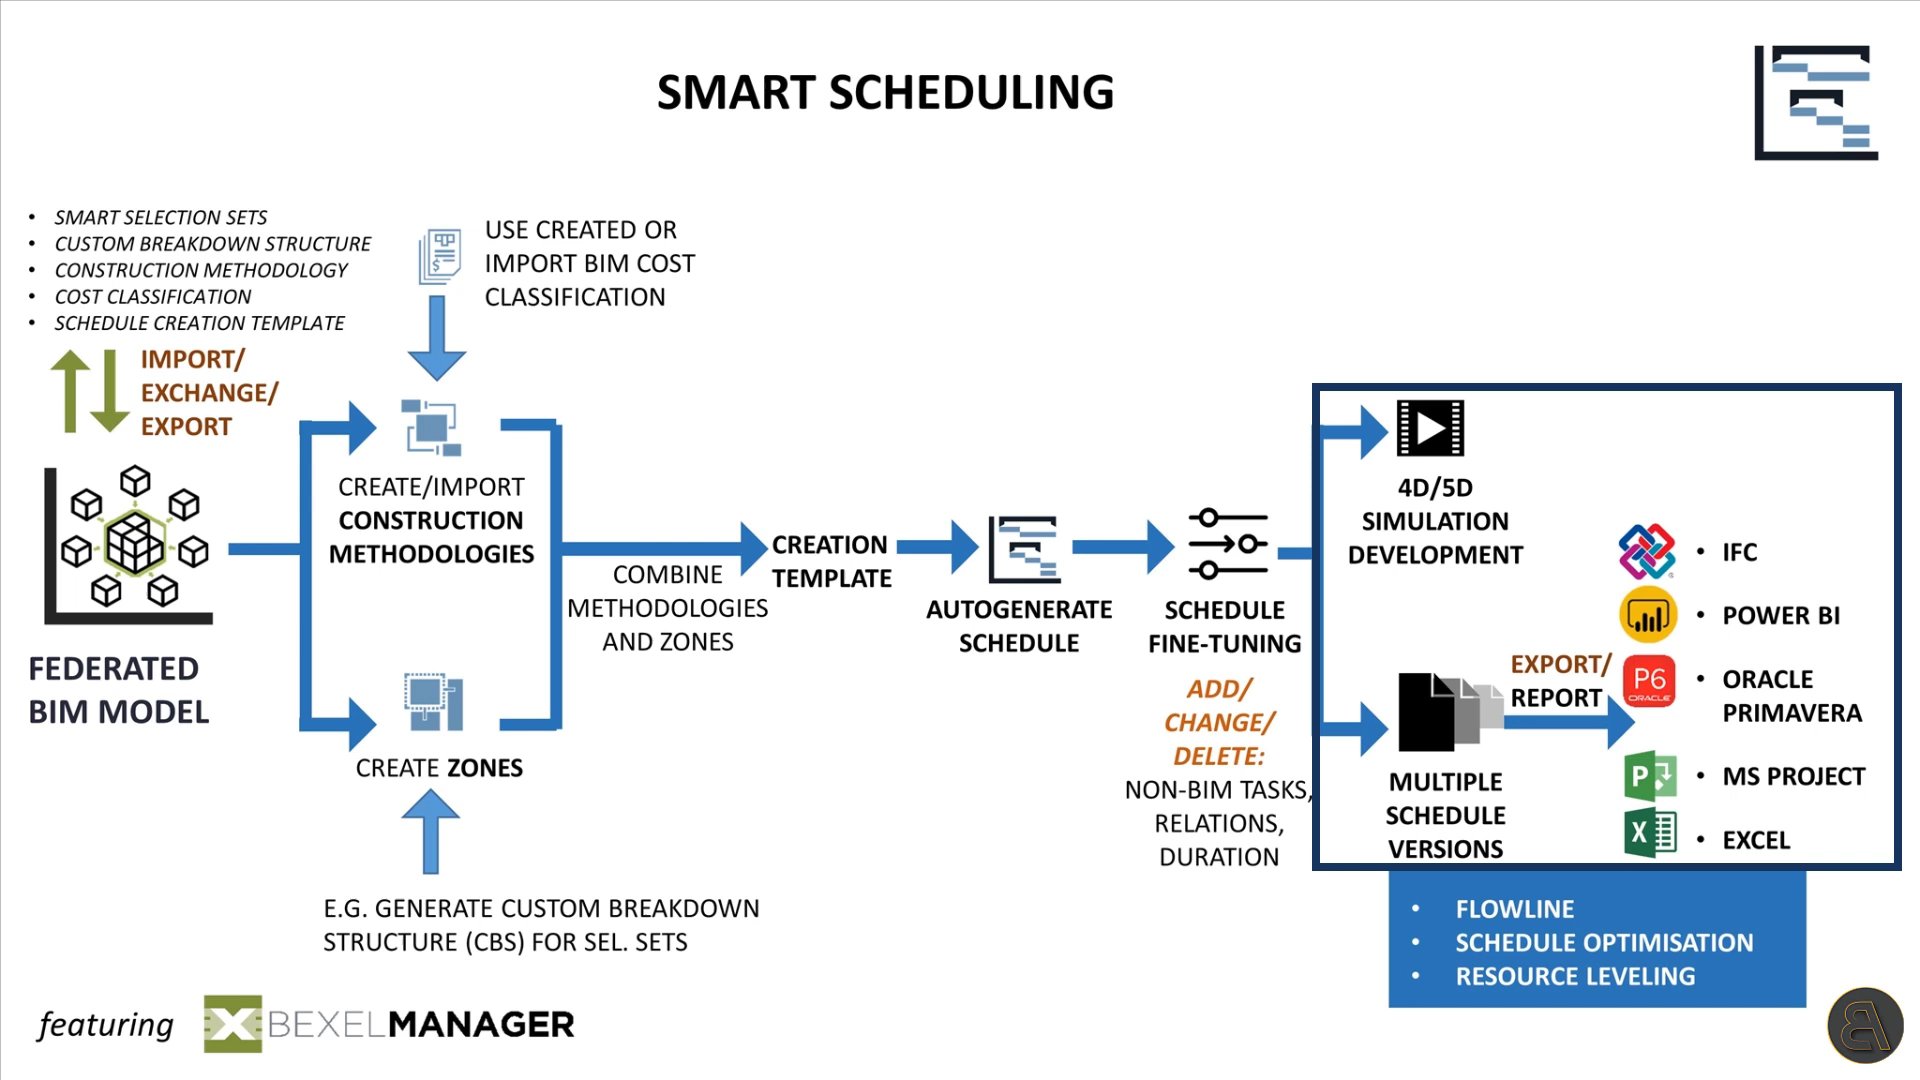 SMART SCHEDULING
• SMART SELECTION SETS
• CUSTOM BREAKDOWN STRUCTURE
• CONSTRUCTION METHODOLOGY
• COST CLASSIFICATION
• SCHEDULE CREATION TEMPLATE
IMPORT/
EXCHANGE/
EXPORT
FEDERATED
BIM MODEL
USE CREATED OR
IMPORT BIM COST
CLASSIFICATION
CREATE/IMPORT
CONSTRUCTION
METHODOLOGIES
CREATE ZONES
E.G. GENERATE CUSTOM BREAKDOWN
STRUCTURE (CBS) FOR SEL. SETS
COMBINE
METHODOLOGIES
AND ZONES
CREATION
TEMPLATE
AUTOGENERATE
SCHEDULE
SCHEDULE
FINE-TUNING
ADD/
CHANGE/
DELETE:
NON-BIM TASKS,
RELATIONS,
DURATION
4D/5D
SIMULATION
DEVELOPMENT
MULTIPLE
SCHEDULE
VERSIONS
EXPORT/
REPORT
• IFC
• POWER BI
P6
ORACLE
• ORACLE
PRIMAVERA
P
• MS PROJECT
X
• EXCEL
• FLOWLINE
• SCHEDULE OPTIMISATION
• RESOURCE LEVELING
featuring
BEXELMANAGER